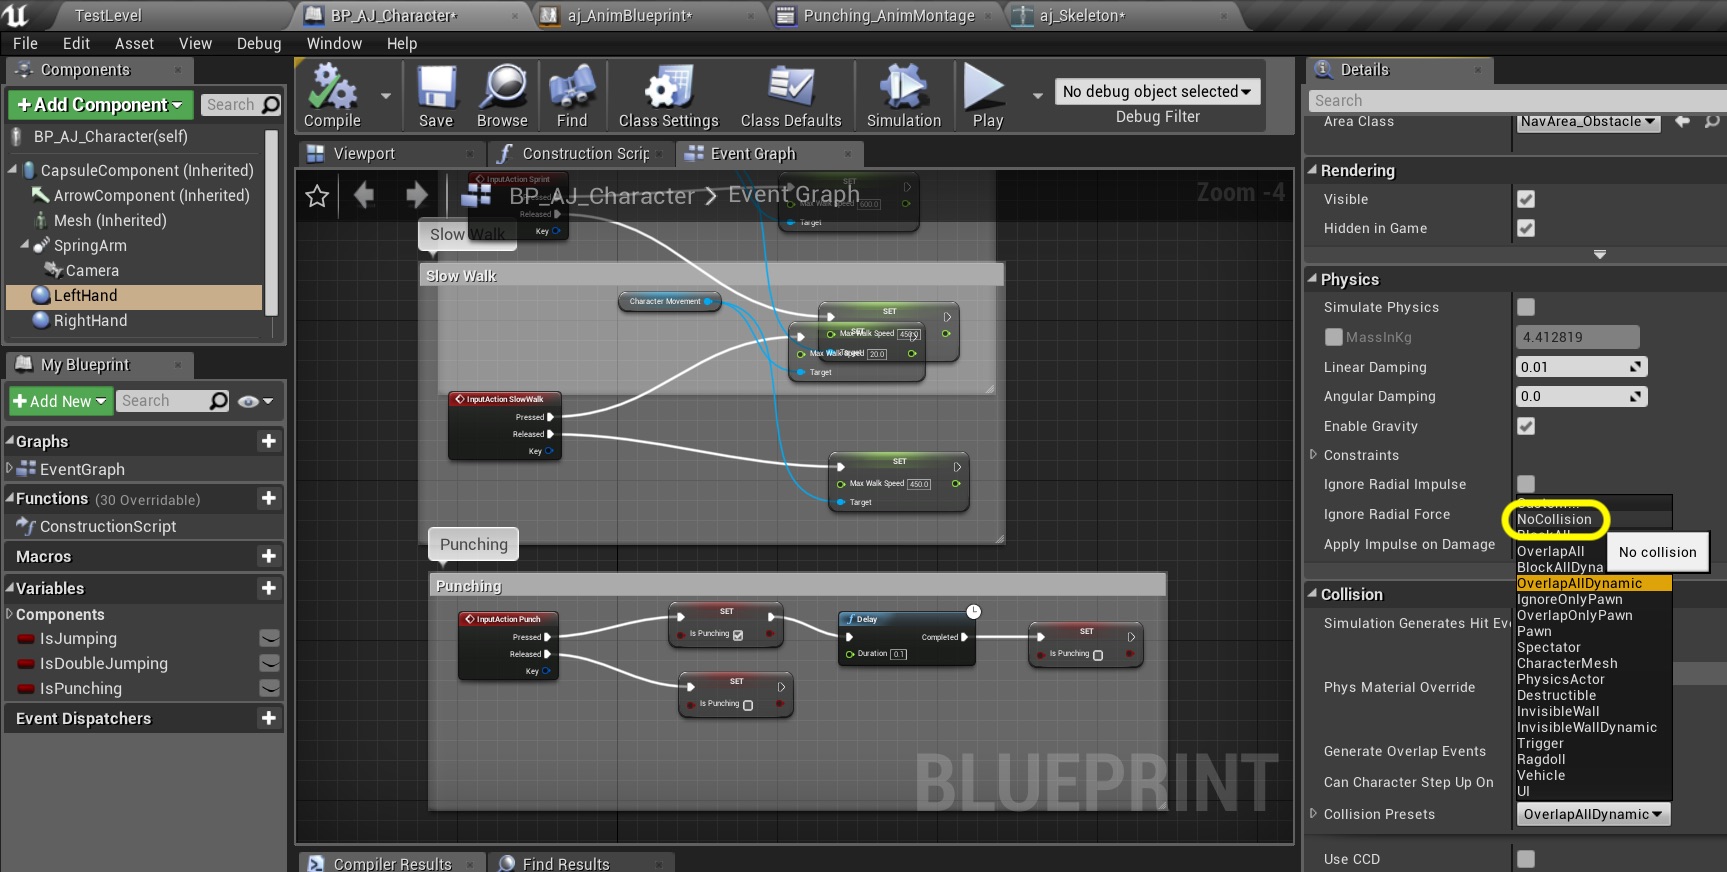 TestLevel
BP_AJ_Character*
aj_AnimBlueprint*
Punching_AnimMontage
aj_Skeleton*
File Edit Asset View Debug Window Help
Components
+Add Component
Search
BP_AJ_Character(self)
CapsuleComponent (Inherited)
ArrowComponent (Inherited)
Mesh (Inherited)
SpringArm
Camera
LeftHand
RightHand
My Blueprint
+Add New
Search
Graphs
EventGraph
Functions (30 Overridable)
ConstructionScript
Macros
Variables
Components
IsJumping
IsDoubleJumping
IsPunching
Event Dispatchers
Compile
Save
Browse
Find
Class Settings
Class Defaults
Simulation
Play
No debug object selected
Debug Filter
Viewport
Construction Scrip
Event Graph
BP_AJ_Character > Event Graph
Zoom -4
InputAction Sprint
Released
Key
SET
Max Walk Speed 600.0
Target
Slow Walk
Slow Walk
Character Movement
SET
Max Walk Speed 450.0
Target
SET
Max Walk Speed 20.0
Target
InputAction SlowWalk
Pressed
Released
Key
SET
Max Walk Speed 450.0
Target
Punching
Punching
InputAction Punch
Pressed
Released
Key
SET
Is Punching
SET
Is Punching
Delay
Completed
Duration 0.1
SET
Is Punching
BLUEPRINT
Compiler Results
Find Results
Details
Search
Area Class NavArea_Obstacle
Rendering
Visible
Hidden in Game
Physics
Simulate Physics
MassInKg 4.412819
Linear Damping 0.01
Angular Damping 0.0
Enable Gravity
Constraints
Ignore Radial Impulse
Ignore Radial Force
Apply Impulse on Damage
Collision
Simulation Generates Hit Ev
Phys Material Override
Generate Overlap Events
Can Character Step Up On
Collision Presets OverlapAllDynamic
Use CCD
Custom...
NoCollision
BlockAll
OverlapAll
BlockAllDyna
OverlapAllDynamic
IgnoreOnlyPawn
OverlapOnlyPawn
Pawn
Spectator
CharacterMesh
PhysicsActor
Destructible
InvisibleWall
InvisibleWallDynamic
Trigger
Ragdoll
Vehicle
UI
No collision